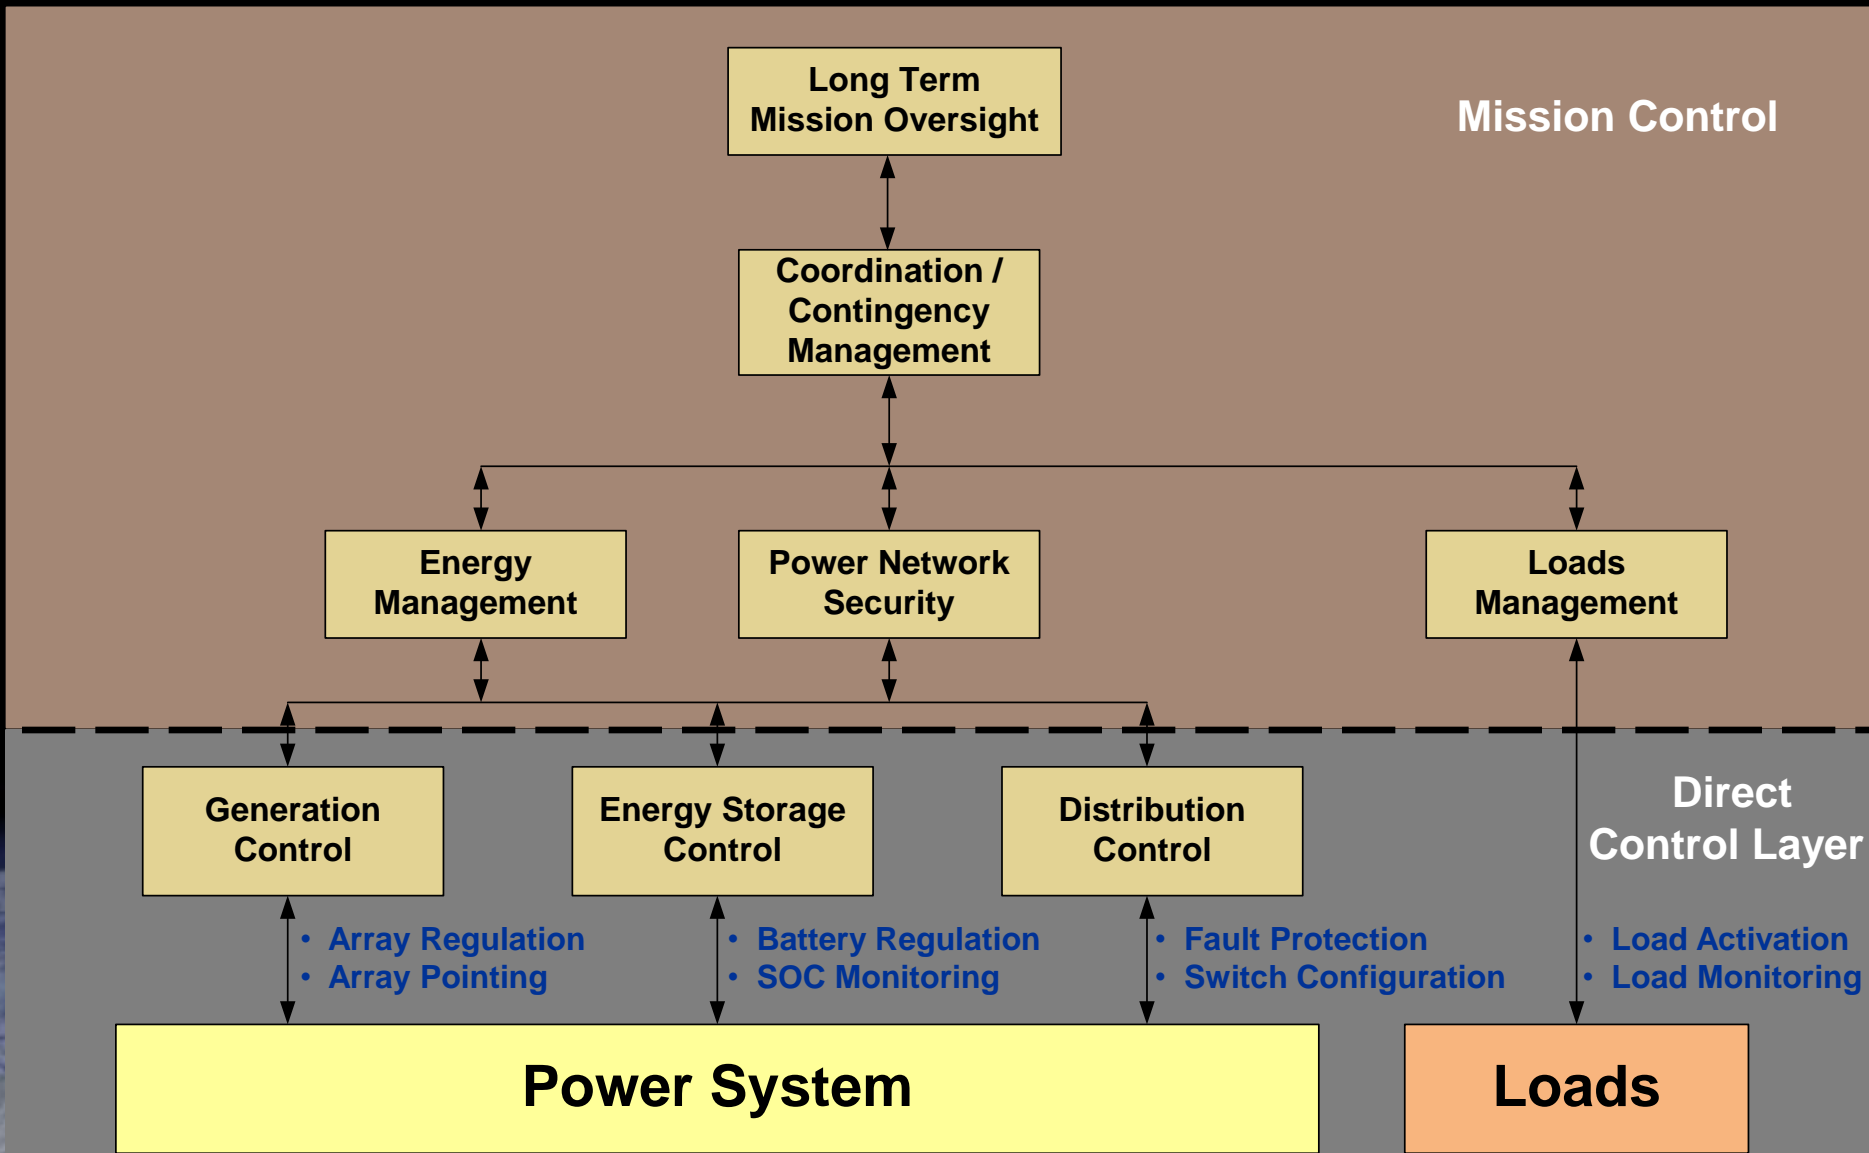 Long Term
Mission Oversight
Mission Control
Coordination /
Contingency
Management
Energy
Management
Power Network
Security
Loads
Management
Generation
Control
Energy Storage
Control
Distribution
Control
Direct
Control Layer
• Array Regulation
• Array Pointing
• Battery Regulation
• SOC Monitoring
• Fault Protection
• Switch Configuration
• Load Activation
• Load Monitoring
Power System
Loads